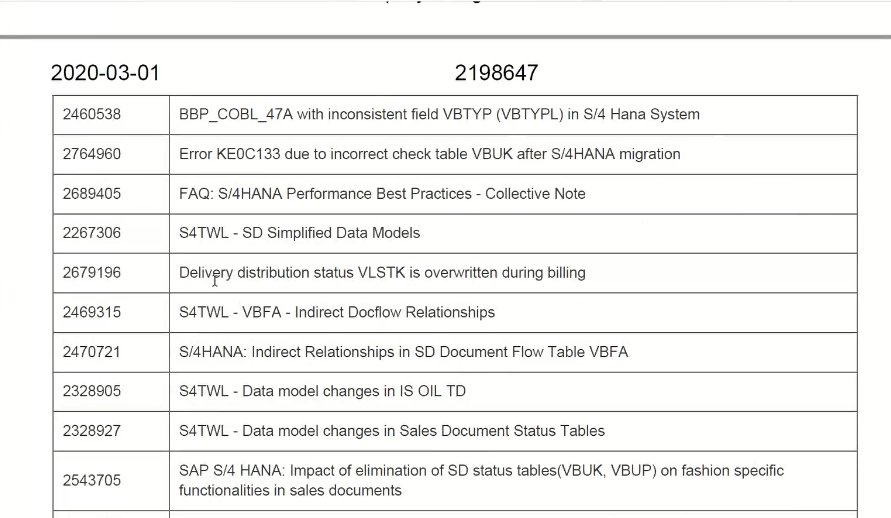 2020-03-01 2198647
2460538 BBP_COBL_47A with inconsistent field VBTYP (VBTYPL) in S/4 Hana System
2764960 Error KE0C133 due to incorrect check table VBUK after S/4HANA migration
2689405 FAQ: S/4HANA Performance Best Practices - Collective Note
2267306 S4TWL - SD Simplified Data Models
2679196 Delivery distribution status VLSTK is overwritten during billing
2469315 S4TWL - VBFA - Indirect Docflow Relationships
2470721 S/4HANA: Indirect Relationships in SD Document Flow Table VBFA
2328905 S4TWL - Data model changes in IS OIL TD
2328927 S4TWL - Data model changes in Sales Document Status Tables
2543705 SAP S/4 HANA: Impact of elimination of SD status tables(VBUK, VBUP) on fashion specific
functionalities in sales documents